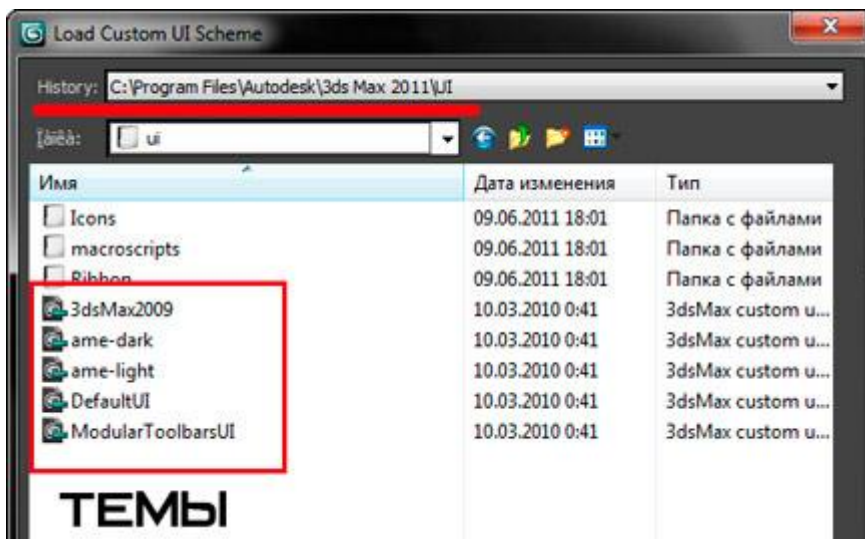 Load Custom UI Scheme
History: C:\Program Files\Autodesk\3ds Max 2011\UI
Ïàïêà: ui
Имя Дата изменения Тип
Icons 09.06.2011 18:01 Папка с файлами
macroscripts 09.06.2011 18:01 Папка с файлами
Ribbon 09.06.2011 18:01 Папка с файлами
3dsMax2009 10.03.2010 0:41 3dsMax custom u...
ame-dark 10.03.2010 0:41 3dsMax custom u...
ame-light 10.03.2010 0:41 3dsMax custom u...
DefaultUI 10.03.2010 0:41 3dsMax custom u...
ModularToolbarsUI 10.03.2010 0:41 3dsMax custom u...
ТЕМЫ